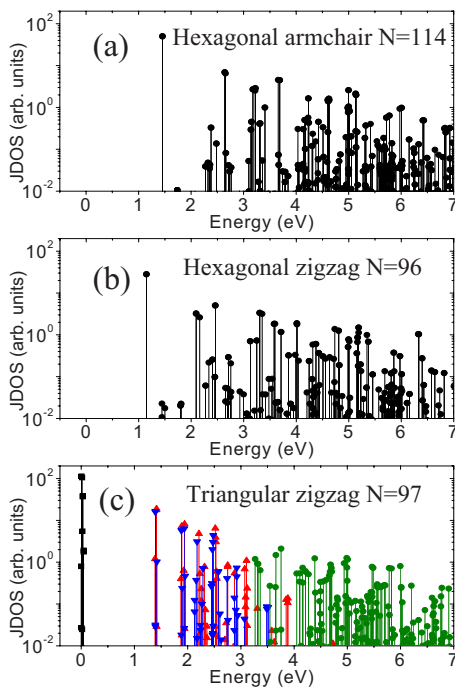 (a) Hexagonal armchair N=114
JDOS (arb. units)
10²
10⁰
10⁻²
0 1 2 3 4 5 6 7
Energy (eV)
(b) Hexagonal zigzag N=96
JDOS (arb. units)
10²
10⁰
10⁻²
0 1 2 3 4 5 6 7
Energy (eV)
(c) Triangular zigzag N=97
JDOS (arb. units)
10²
10⁰
10⁻²
0 1 2 3 4 5 6 7
Energy (eV)